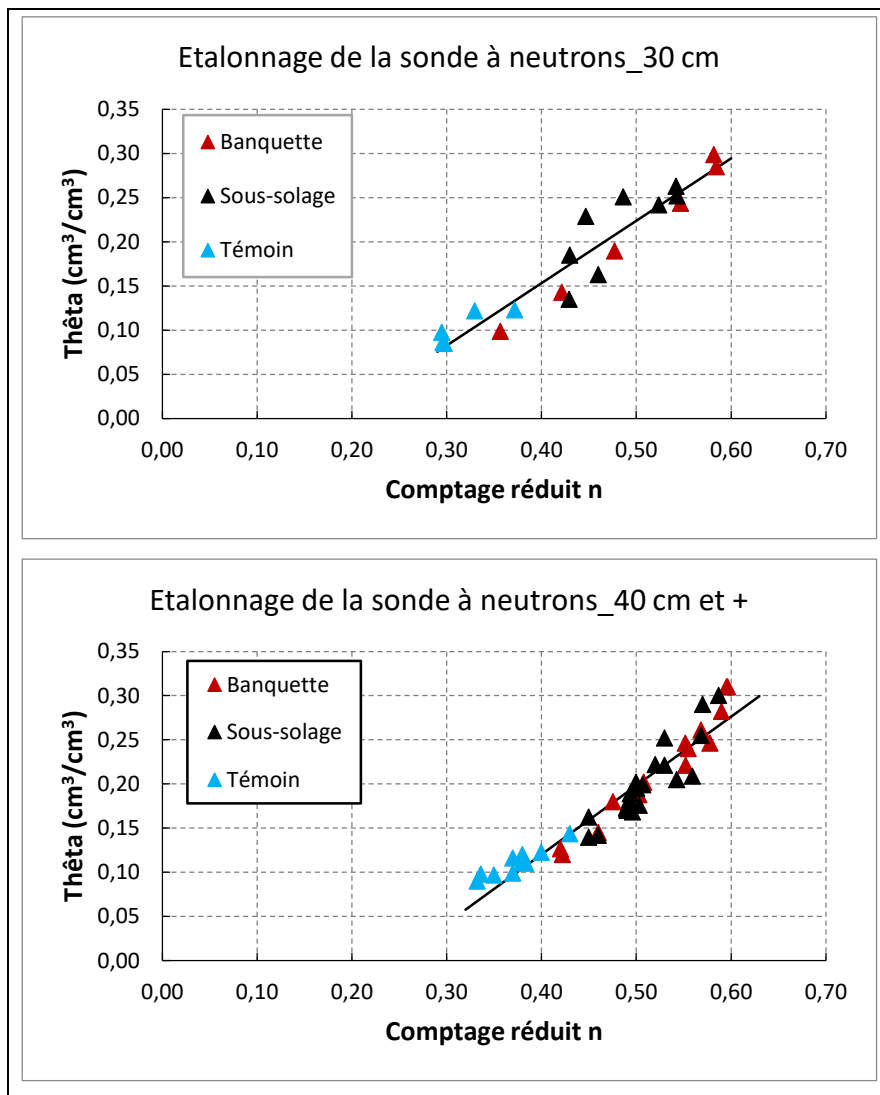 Etalonnage de la sonde à neutrons_30 cm
0,35
0,30
0,25
0,20
0,15
0,10
0,05
0,00
Thêta (cm³/cm³)
Banquette
Sous-solage
Témoin
0,00 0,10 0,20 0,30 0,40 0,50 0,60 0,70
Comptage réduit n
Etalonnage de la sonde à neutrons_40 cm et +
0,35
0,30
0,25
0,20
0,15
0,10
0,05
0,00
Thêta (cm³/cm³)
Banquette
Sous-solage
Témoin
0,00 0,10 0,20 0,30 0,40 0,50 0,60 0,70
Comptage réduit n